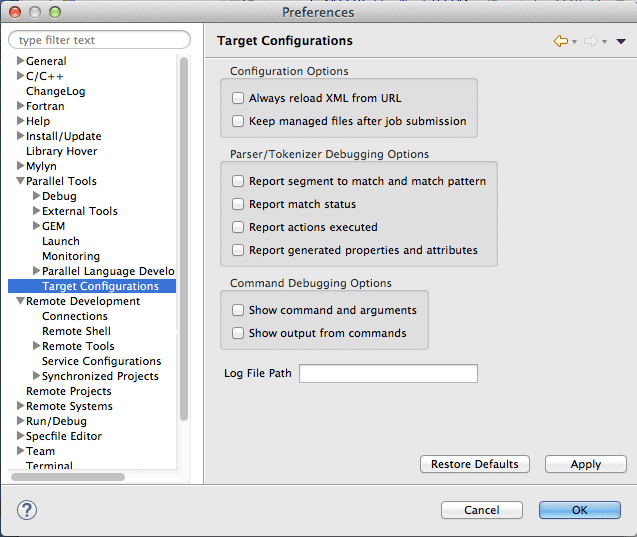 Preferences
type filter text
General
C/C++
ChangeLog
Fortran
Help
Install/Update
Library Hover
Mylyn
Parallel Tools
Debug
External Tools
GEM
Launch
Monitoring
Parallel Language Develo
Target Configurations
Remote Development
Connections
Remote Shell
Remote Tools
Service Configurations
Synchronized Projects
Remote Projects
Remote Systems
Run/Debug
Specfile Editor
Team
Terminal
Target Configurations
Configuration Options
Always reload XML from URL
Keep managed files after job submission
Parser/Tokenizer Debugging Options
Report segment to match and match pattern
Report match status
Report actions executed
Report generated properties and attributes
Command Debugging Options
Show command and arguments
Show output from commands
Log File Path
Restore Defaults
Apply
?
Cancel
OK